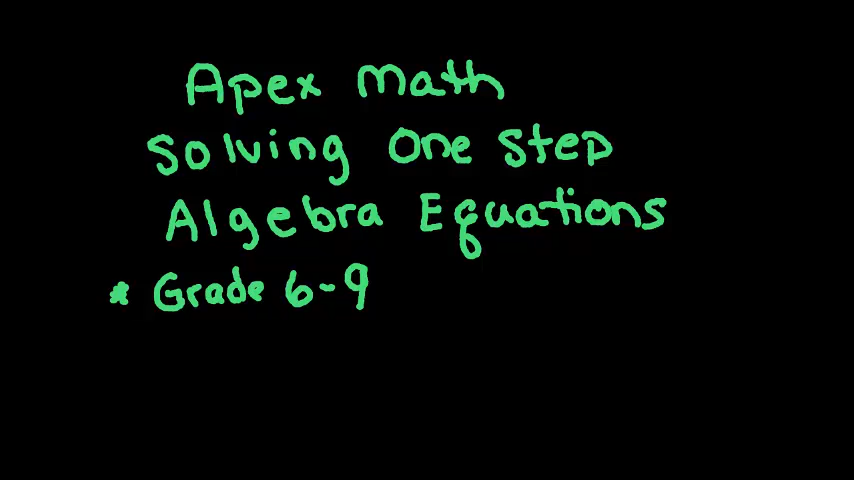 Apex Math
Solving One Step
Algebra Equations
* Grade 6-9